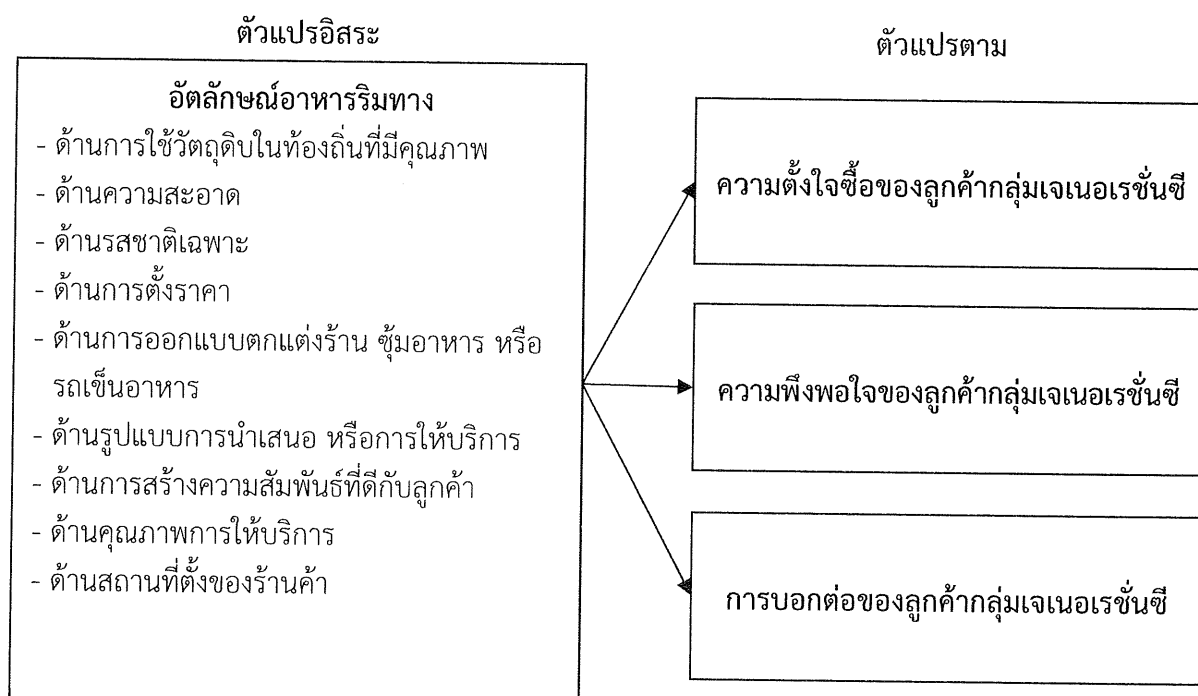 ตัวแปรอิสระ
อัตลักษณ์อาหารริมทาง
- ด้านการใช้วัตถุดิบในท้องถิ่นที่มีคุณภาพ
- ด้านความสะอาด
- ด้านรสชาติเฉพาะ
- ด้านการตั้งราคา
- ด้านการออกแบบตกแต่งร้าน ซุ้มอาหาร หรือ
รถเข็นอาหาร
- ด้านรูปแบบการนำเสนอ หรือการให้บริการ
- ด้านการสร้างความสัมพันธ์ที่ดีกับลูกค้า
- ด้านคุณภาพการให้บริการ
- ด้านสถานที่ตั้งของร้านค้า
ตัวแปรตาม
ความตั้งใจซื้อของลูกค้ากลุ่มเจเนอเรชั่นซี
ความพึงพอใจของลูกค้ากลุ่มเจเนอเรชั่นซี
การบอกต่อของลูกค้ากลุ่มเจเนอเรชั่นซี